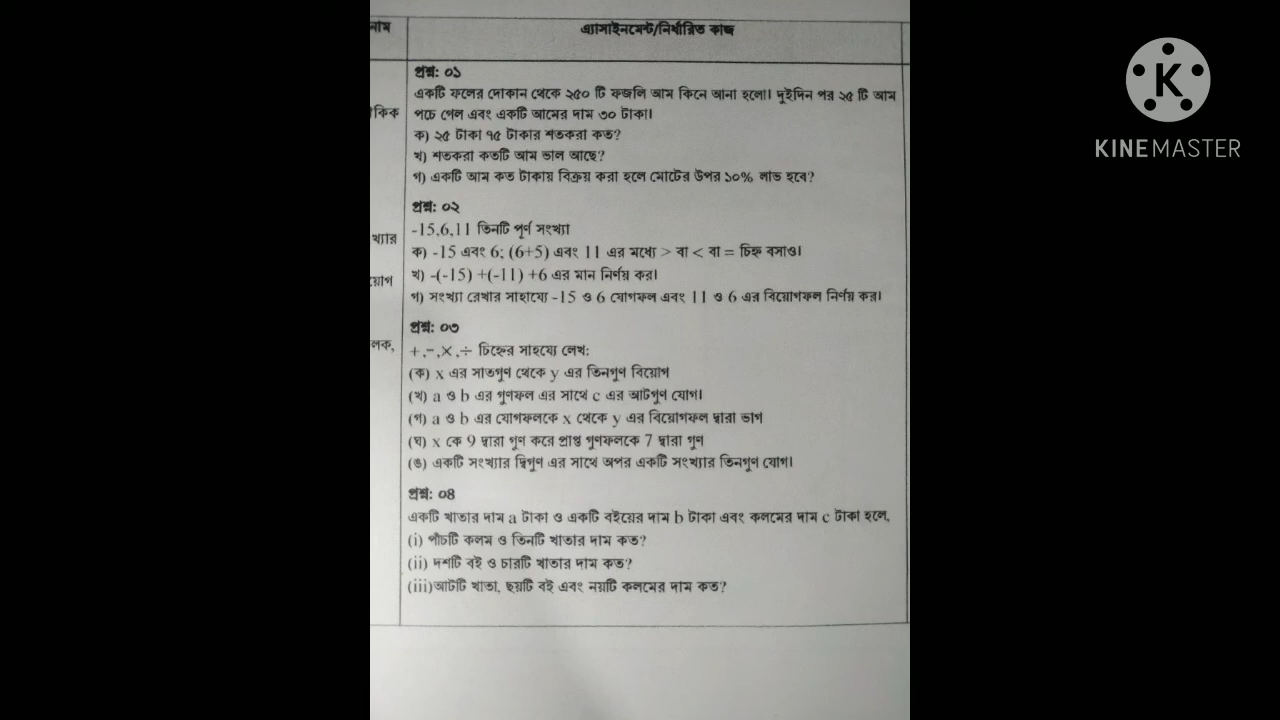 নাম
এ্যাসাইনমেন্ট/নির্ধারিত কাজ
প্রশ্ন: ০১
একটি ফলের দোকান থেকে ২৫০ টি ফজলি আম কিনে আনা হলো। দুইদিন পর ২৫ টি আম
কিক
পচে গেল এবং একটি আমের দাম ৩০ টাকা।
ক) ২৫ টাকা ৭৫ টাকার শতকরা কত?
খ) শতকরা কতটি আম ভাল আছে?
গ) একটি আম কত টাকায় বিক্রয় করা হলে মোটের উপর ১০% লাভ হবে?
প্রশ্ন: ০২
-15,6,11 তিনটি পূর্ণ সংখ্যা
খ্যার
ক) -15 এবং 6; (6+5) এবং 11 এর মধ্যে > বা < বা = চিহ্ন বসাও।
য়োগ
খ) -(-15) +(-11) +6 এর মান নির্ণয় কর।
গ) সংখ্যা রেখার সাহায্যে -15 ও 6 যোগফল এবং 11 ও 6 এর বিয়োগফল নির্ণয় কর।
প্রশ্ন: ০৩
লক,
+,-,×,÷ চিহ্নের সাহয্যে লেখ:
(ক) x এর সাতগুণ থেকে y এর তিনগুণ বিয়োগ
(খ) a ও b এর গুণফল এর সাথে c এর আটগুণ যোগ।
(গ) a ও b এর যোগফলকে x থেকে y এর বিয়োগফল দ্বারা ভাগ
(ঘ) x কে 9 দ্বারা গুণ করে প্রাপ্ত গুণফলকে 7 দ্বারা গুণ
(ঙ) একটি সংখ্যার দ্বিগুণ এর সাথে অপর একটি সংখ্যার তিনগুণ যোগ।
প্রশ্ন: ০৪
একটি খাতার দাম a টাকা ও একটি বইয়ের দাম b টাকা এবং কলমের দাম c টাকা হলে,
(i) পাঁচটি কলম ও তিনটি খাতার দাম কত?
(ii) দশটি বই ও চারটি খাতার দাম কত?
(iii)আটটি খাতা, ছয়টি বই এবং নয়টি কলমের দাম কত?
K
KINEMASTER